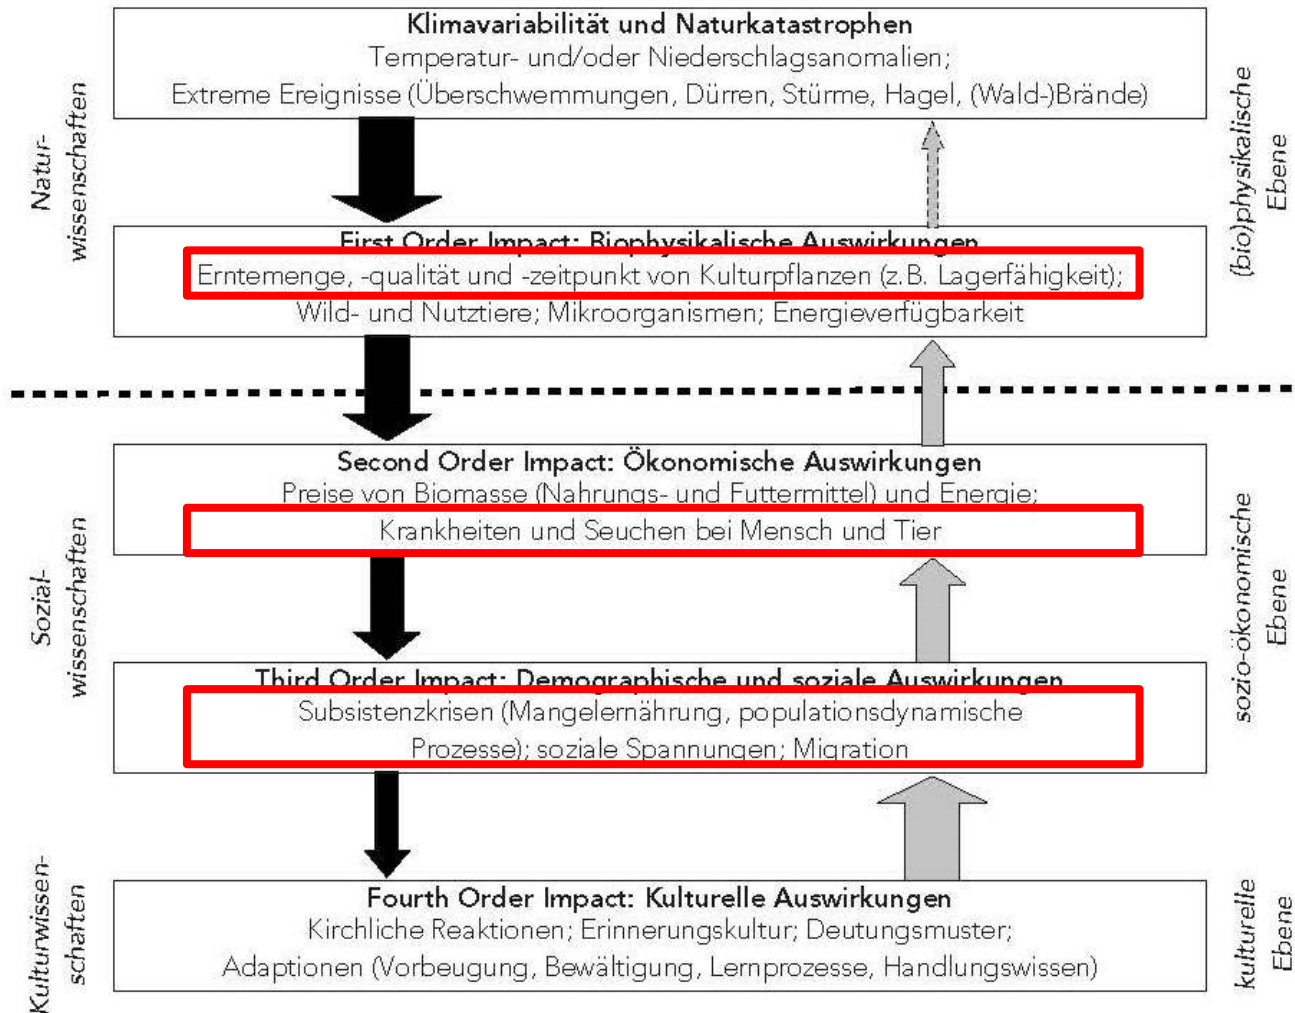 Klimavariabilität und Naturkatastrophen
Temperatur- und/oder Niederschlagsanomalien;
Extreme Ereignisse (Überschwemmungen, Dürren, Stürme, Hagel, (Wald-)Brände)
Natur-
wissenschaften
(bio)physikalische
Ebene
First Order Impact: Biophysikalische Auswirkungen
Erntemenge, -qualität und -zeitpunkt von Kulturpflanzen (z.B. Lagerfähigkeit);
Wild- und Nutztiere; Mikroorganismen; Energieverfügbarkeit
Second Order Impact: Ökonomische Auswirkungen
Preise von Biomasse (Nahrungs- und Futtermittel) und Energie;
Krankheiten und Seuchen bei Mensch und Tier
Sozial-
wissenschaften
sozio-ökonomische
Ebene
Third Order Impact: Demographische und soziale Auswirkungen
Subsistenzkrisen (Mangelernährung, populationsdynamische
Prozesse); soziale Spannungen; Migration
Fourth Order Impact: Kulturelle Auswirkungen
Kirchliche Reaktionen; Erinnerungskultur; Deutungsmuster;
Adaptionen (Vorbeugung, Bewältigung, Lernprozesse, Handlungswissen)
Kulturwissen-
schaften
kulturelle
Ebene